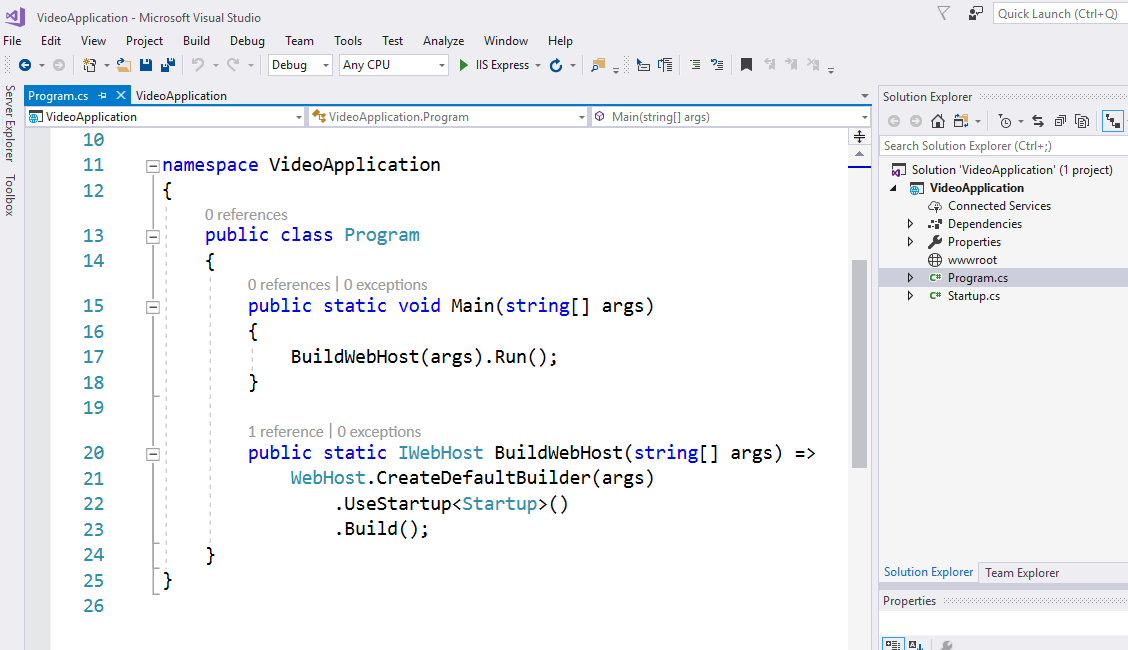 VideoApplication - Microsoft Visual Studio
Quick Launch (Ctrl+Q)
File Edit View Project Build Debug Team Tools Test Analyze Window Help
Debug Any CPU IIS Express
Server Explorer
Toolbox
Program.cs VideoApplication
VideoApplication VideoApplication.Program Main(string[] args)
10
11 namespace VideoApplication
12 {
0 references
13 public class Program
14 {
0 references | 0 exceptions
15 public static void Main(string[] args)
16 {
17 BuildWebHost(args).Run();
18 }
19
1 reference | 0 exceptions
20 public static IWebHost BuildWebHost(string[] args) =>
21 WebHost.CreateDefaultBuilder(args)
22 .UseStartup<Startup>()
23 .Build();
24 }
25 }
26
Solution Explorer
Search Solution Explorer (Ctrl+;)
Solution 'VideoApplication' (1 project)
VideoApplication
Connected Services
Dependencies
Properties
wwwroot
C# Program.cs
C# Startup.cs
Solution Explorer Team Explorer
Properties